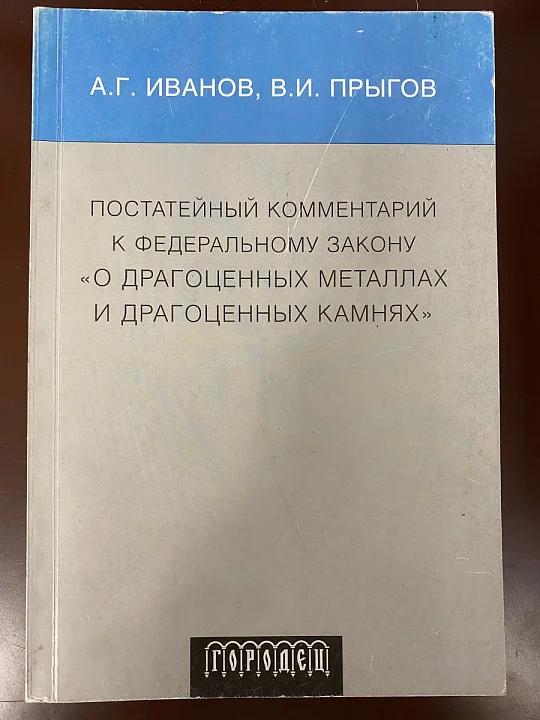 А.Г. ИВАНОВ, В.И. ПРЫГОВ
ПОСТАТЕЙНЫЙ КОММЕНТАРИЙ
К ФЕДЕРАЛЬНОМУ ЗАКОНУ
«О ДРАГОЦЕННЫХ МЕТАЛЛАХ
И ДРАГОЦЕННЫХ КАМНЯХ»
ГОРОДЕЦ